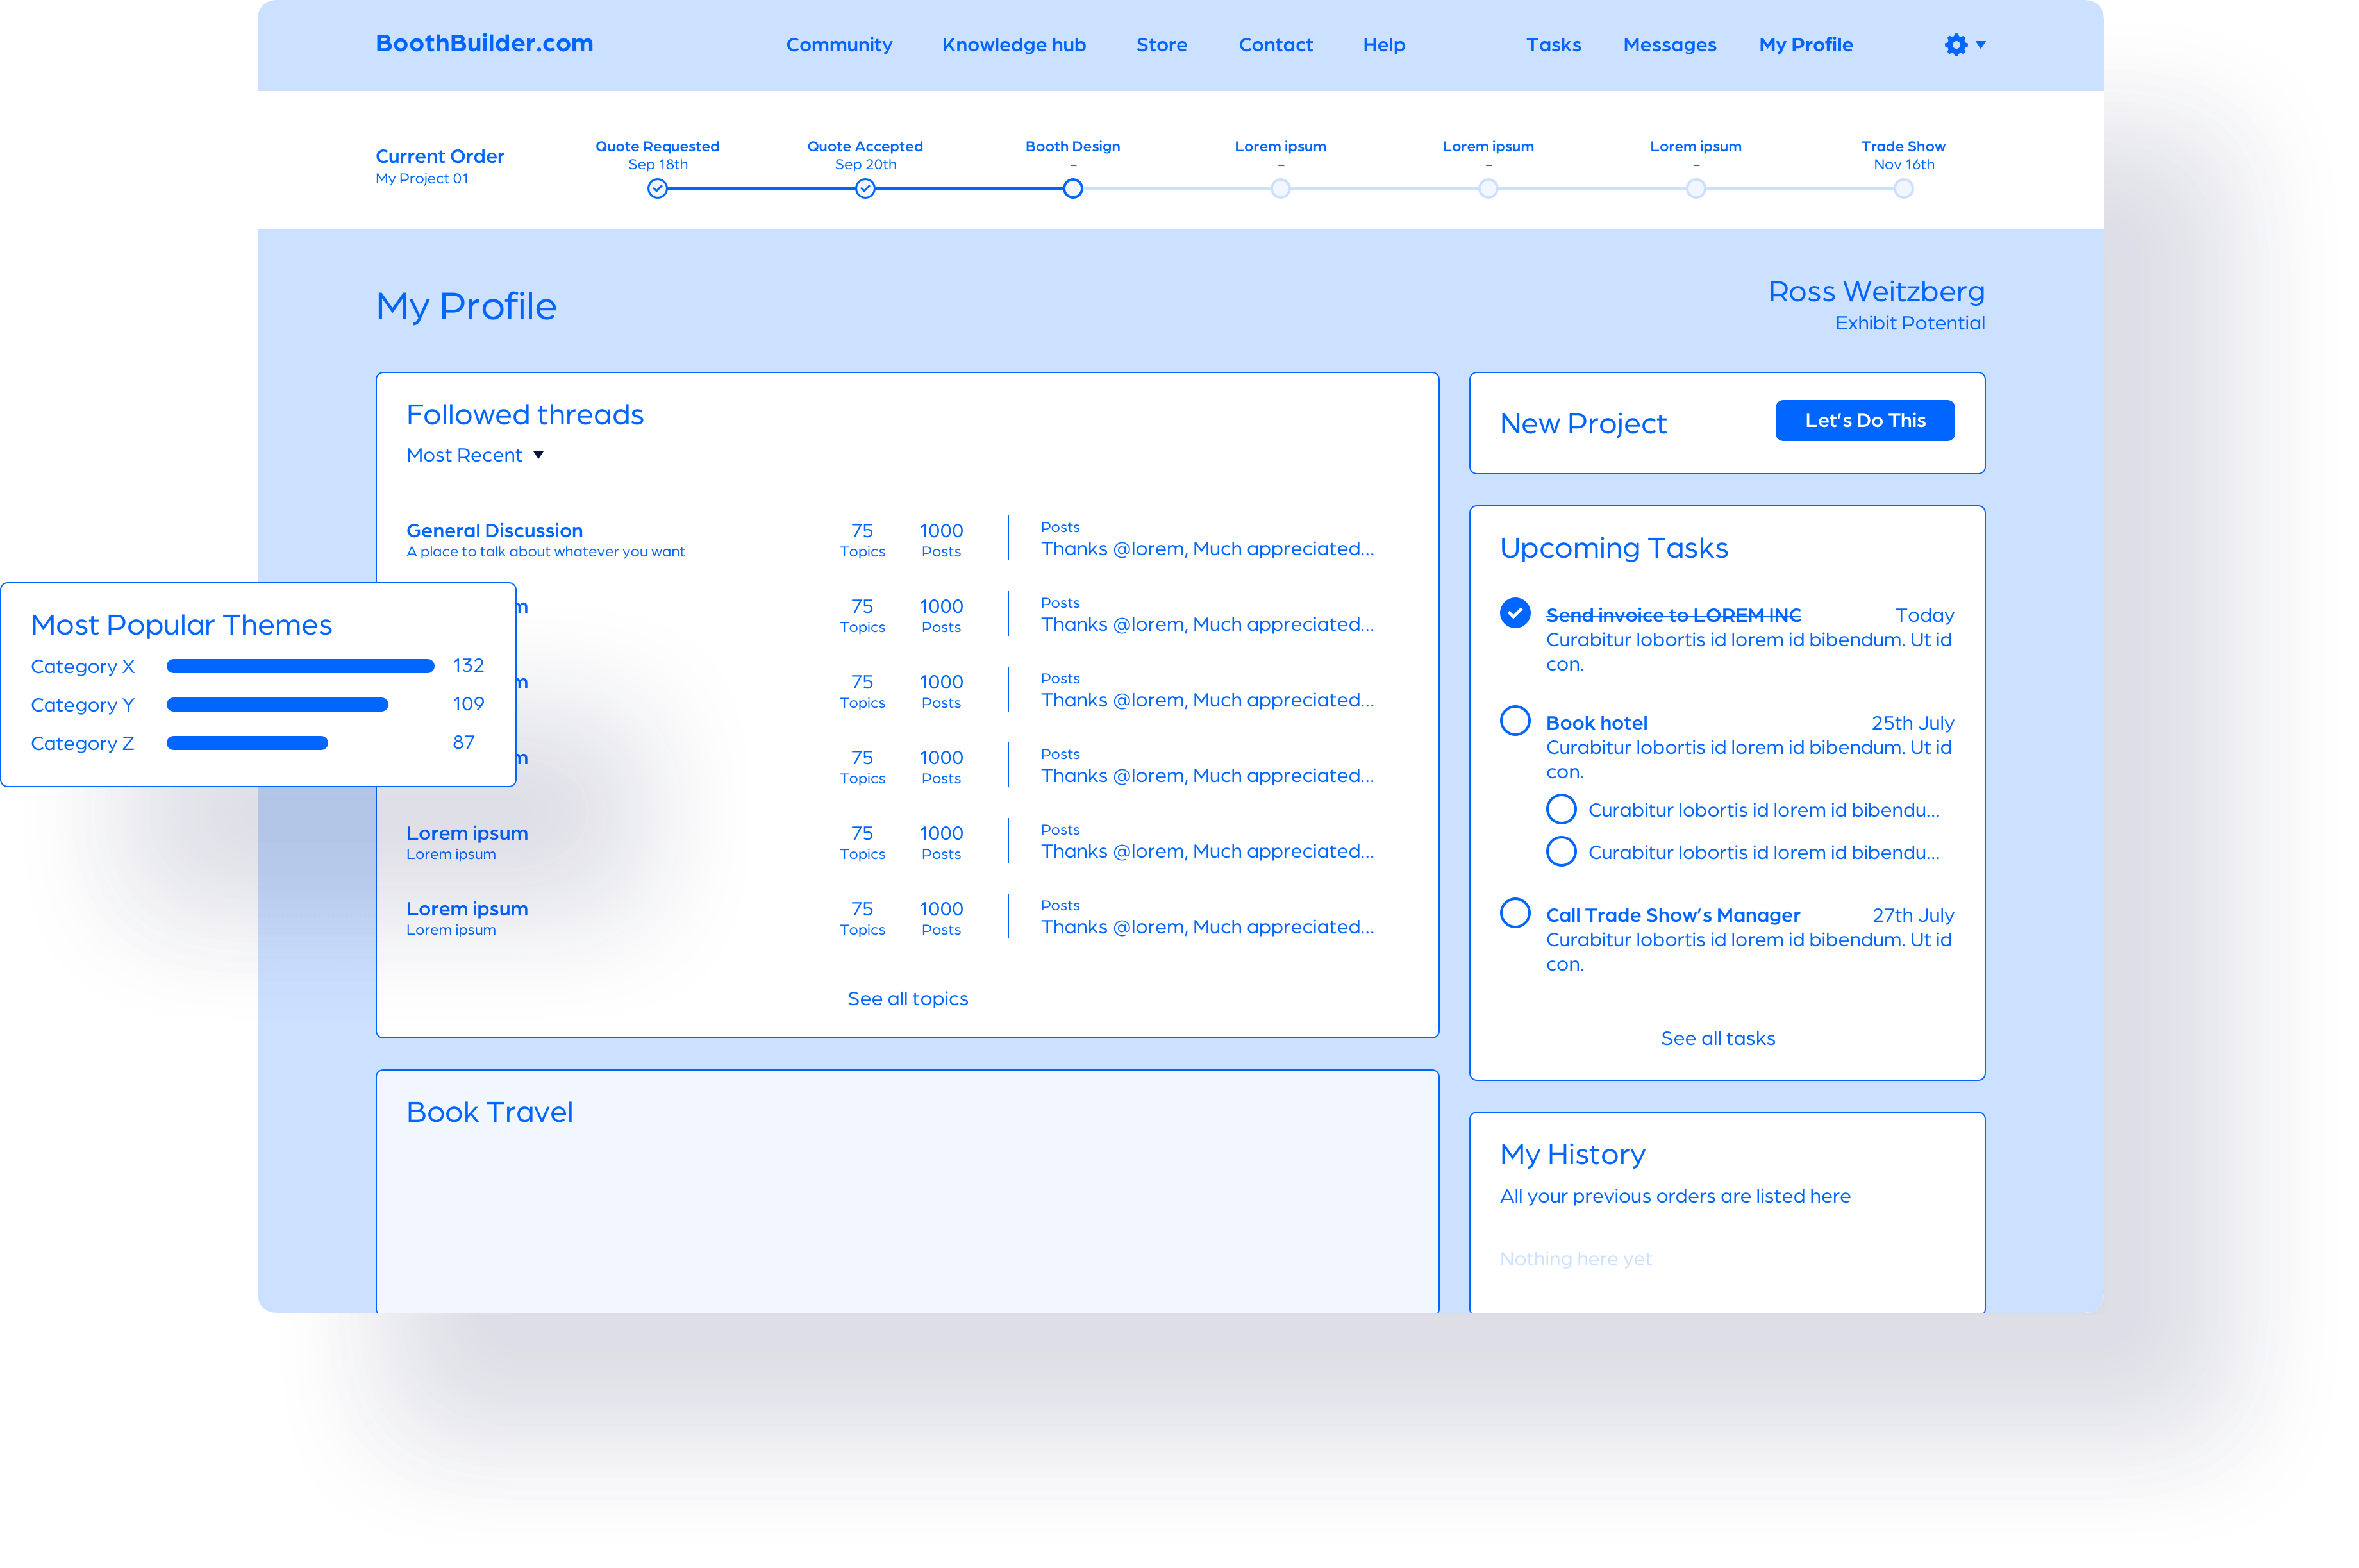 BoothBuilder.com
Community
Knowledge hub
Store
Contact
Help
Tasks
Messages
My Profile
Current Order
My Project 01
Quote Requested
Sep 18th
Quote Accepted
Sep 20th
Booth Design
-
Lorem ipsum
-
Lorem ipsum
-
Lorem ipsum
-
Trade Show
Nov 16th
My Profile
Ross Weitzberg
Exhibit Potential
Followed threads
Most Recent
General Discussion
A place to talk about whatever you want
75
Topics
1000
Posts
Posts
Thanks @lorem, Much appreciated...
75
Topics
1000
Posts
Posts
Thanks @lorem, Much appreciated...
75
Topics
1000
Posts
Posts
Thanks @lorem, Much appreciated...
75
Topics
1000
Posts
Posts
Thanks @lorem, Much appreciated...
Lorem ipsum
Lorem ipsum
75
Topics
1000
Posts
Posts
Thanks @lorem, Much appreciated...
Lorem ipsum
Lorem ipsum
75
Topics
1000
Posts
Posts
Thanks @lorem, Much appreciated...
See all topics
Most Popular Themes
Category X
132
Category Y
109
Category Z
87
Book Travel
New Project
Let's Do This
Upcoming Tasks
Send invoice to LOREM INC
Today
Curabitur lobortis id lorem id bibendum. Ut id
con.
Book hotel
25th July
Curabitur lobortis id lorem id bibendum. Ut id
con.
Curabitur lobortis id lorem id bibendu...
Curabitur lobortis id lorem id bibendu...
Call Trade Show's Manager
27th July
Curabitur lobortis id lorem id bibendum. Ut id
con.
See all tasks
My History
All your previous orders are listed here
Nothing here yet